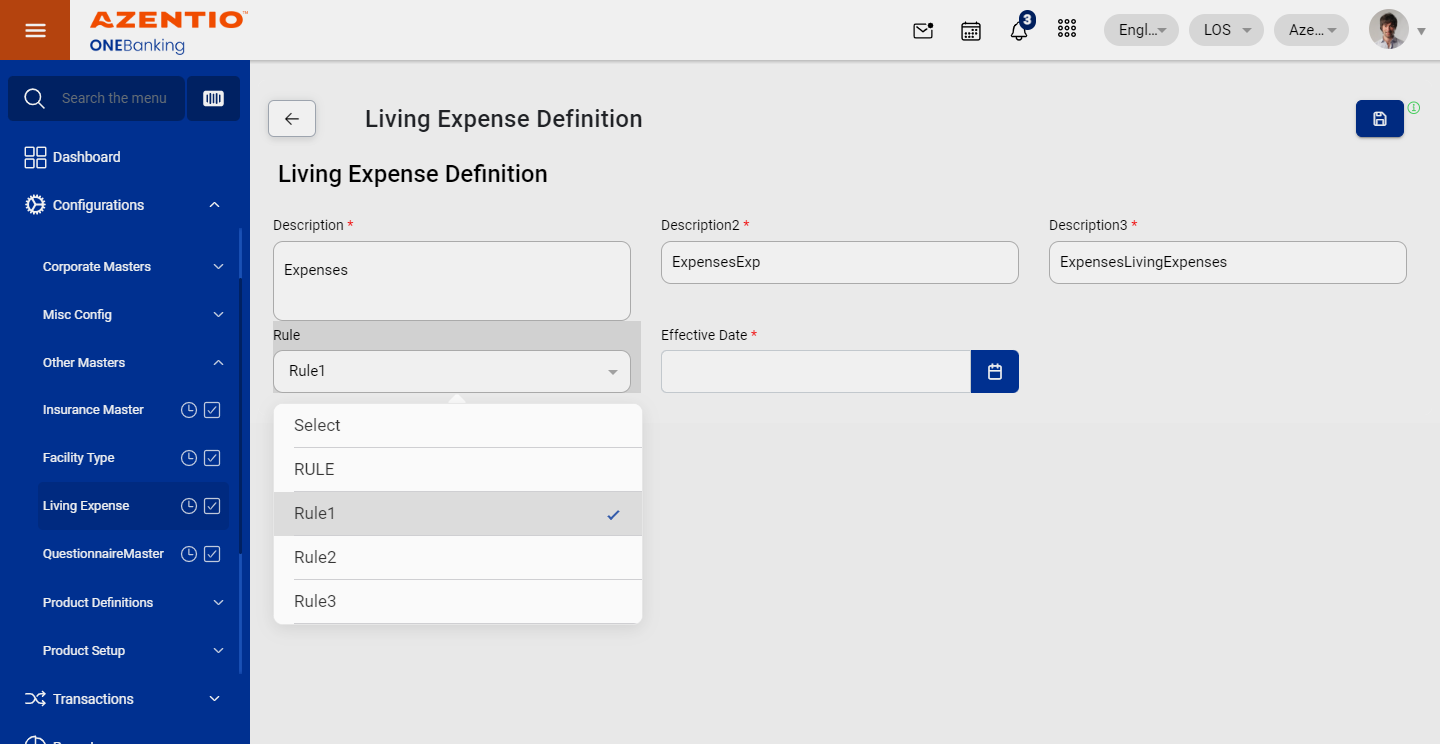 AZENTIO™
ONEBanking
3
Engl...
LOS
Aze...
Search the menu
Dashboard
Configurations
Corporate Masters
Misc Config
Other Masters
Insurance Master
Facility Type
Living Expense
QuestionnaireMaster
Product Definitions
Product Setup
Transactions
Living Expense Definition
Living Expense Definition
Description *
Expenses
Description2 *
ExpensesExp
Description3 *
ExpensesLivingExpenses
Rule
Rule1
Effective Date *
Select
RULE
Rule1
Rule2
Rule3